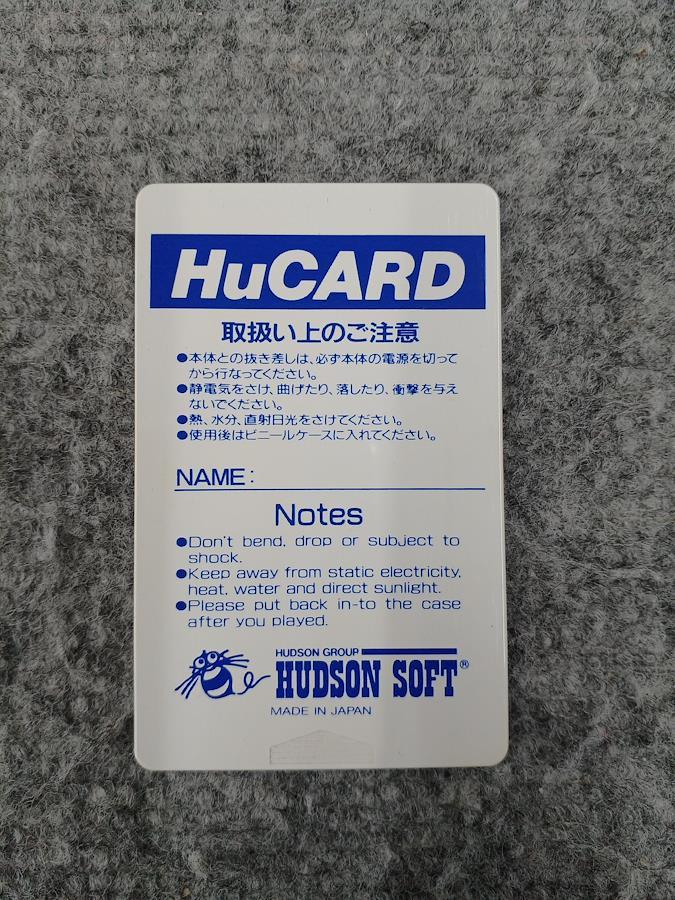 HuCARD
取扱い上のご注意
●本体との抜き差しは、必ず本体の電源を切って
から行なってください。
●静電気をさけ、曲げたり、落したり、衝撃を与え
ないでください。
●熱、水分、直射日光をさけてください。
●使用後はビニールケースに入れてください。
NAME:
Notes
●Don't bend, drop or subject to
shock.
●Keep away from static electricity,
heat, water and direct sunlight.
●Please put back in-to the case
after you played.
HUDSON GROUP
HUDSON SOFT®
MADE IN JAPAN